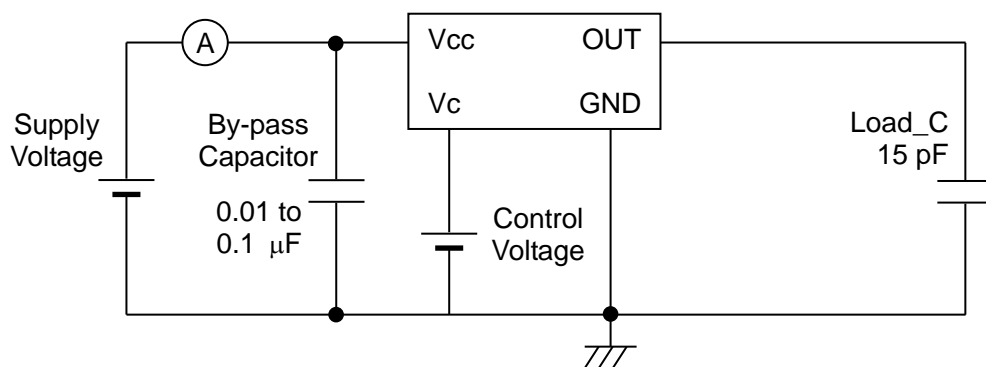 A
Vcc
OUT
Vc
GND
Supply
Voltage
By-pass
Capacitor
0.01 to
0.1 μF
Control
Voltage
Load_C
15 pF